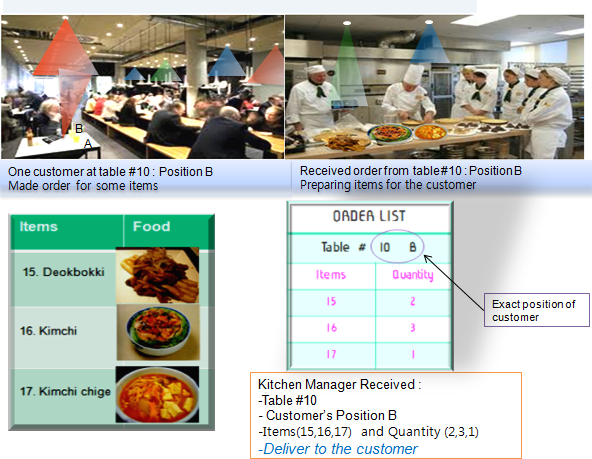 B
A
One customer at table #10 : Position B
Made order for some items
Received order from table#10 : Position B
Preparing items for the customer
Items Food
15. Deokbokki
16. Kimchi
17. Kimchi chige
ORDER LIST
Table # 10 B
Items Quantity
15 2
16 3
17 1
Exact position of
customer
Kitchen Manager Received :
-Table #10
- Customer's Position B
-Items(15,16,17) and Quantity (2,3,1)
-Deliver to the customer